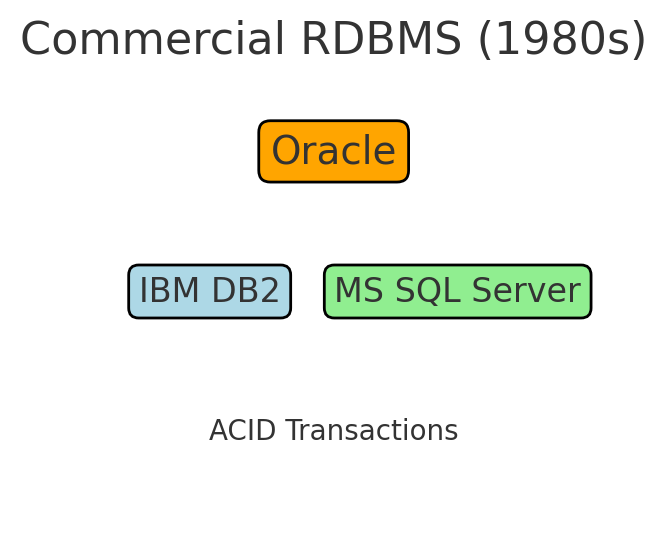 Commercial RDBMS (1980s)
Oracle
IBM DB2
MS SQL Server
ACID Transactions